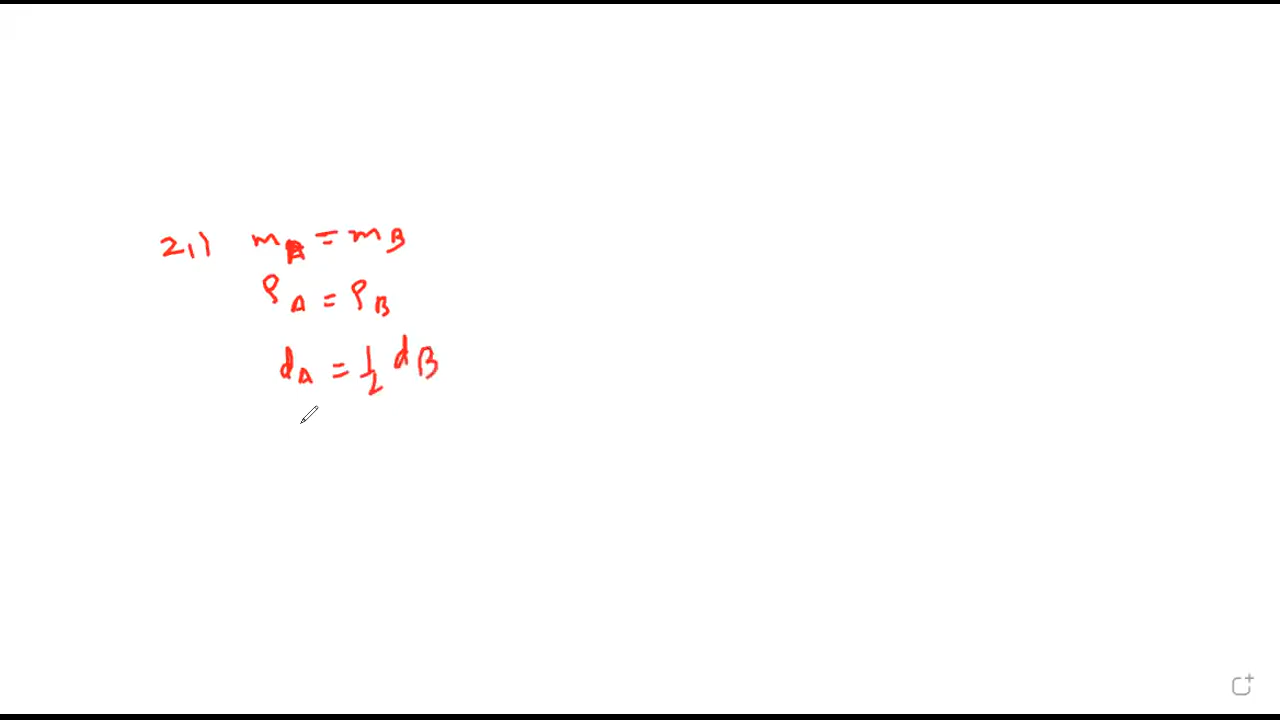 21) m_A = m_B
ρ_A = ρ_B
d_A = 1/2 d_B